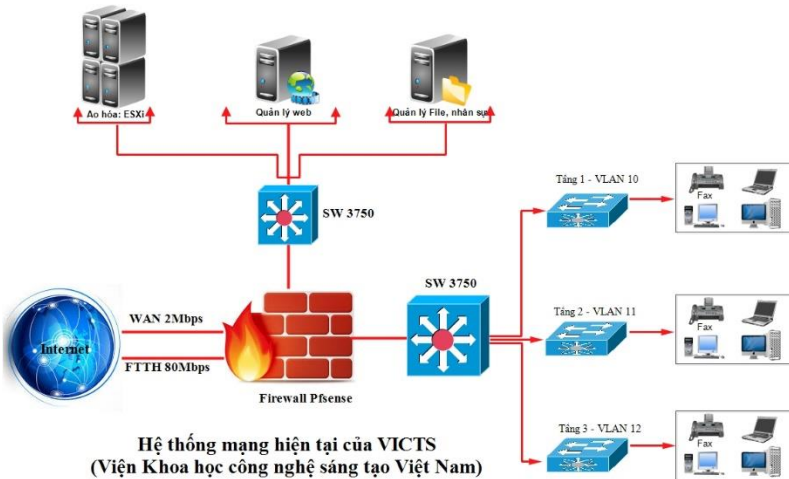 Ao hóa: ESXi
Quản lý web
Quản lý File, nhân sự
SW 3750
Tầng 1 - VLAN 10
Fax
WAN 2Mbps
SW 3750
Internet
FTTH 80Mbps
Firewall Pfsense
Tầng 2 - VLAN 11
Fax
Tầng 3 - VLAN 12
Fax
Hệ thống mạng hiện tại của VICTS
(Viện Khoa học công nghệ sáng tạo Việt Nam)